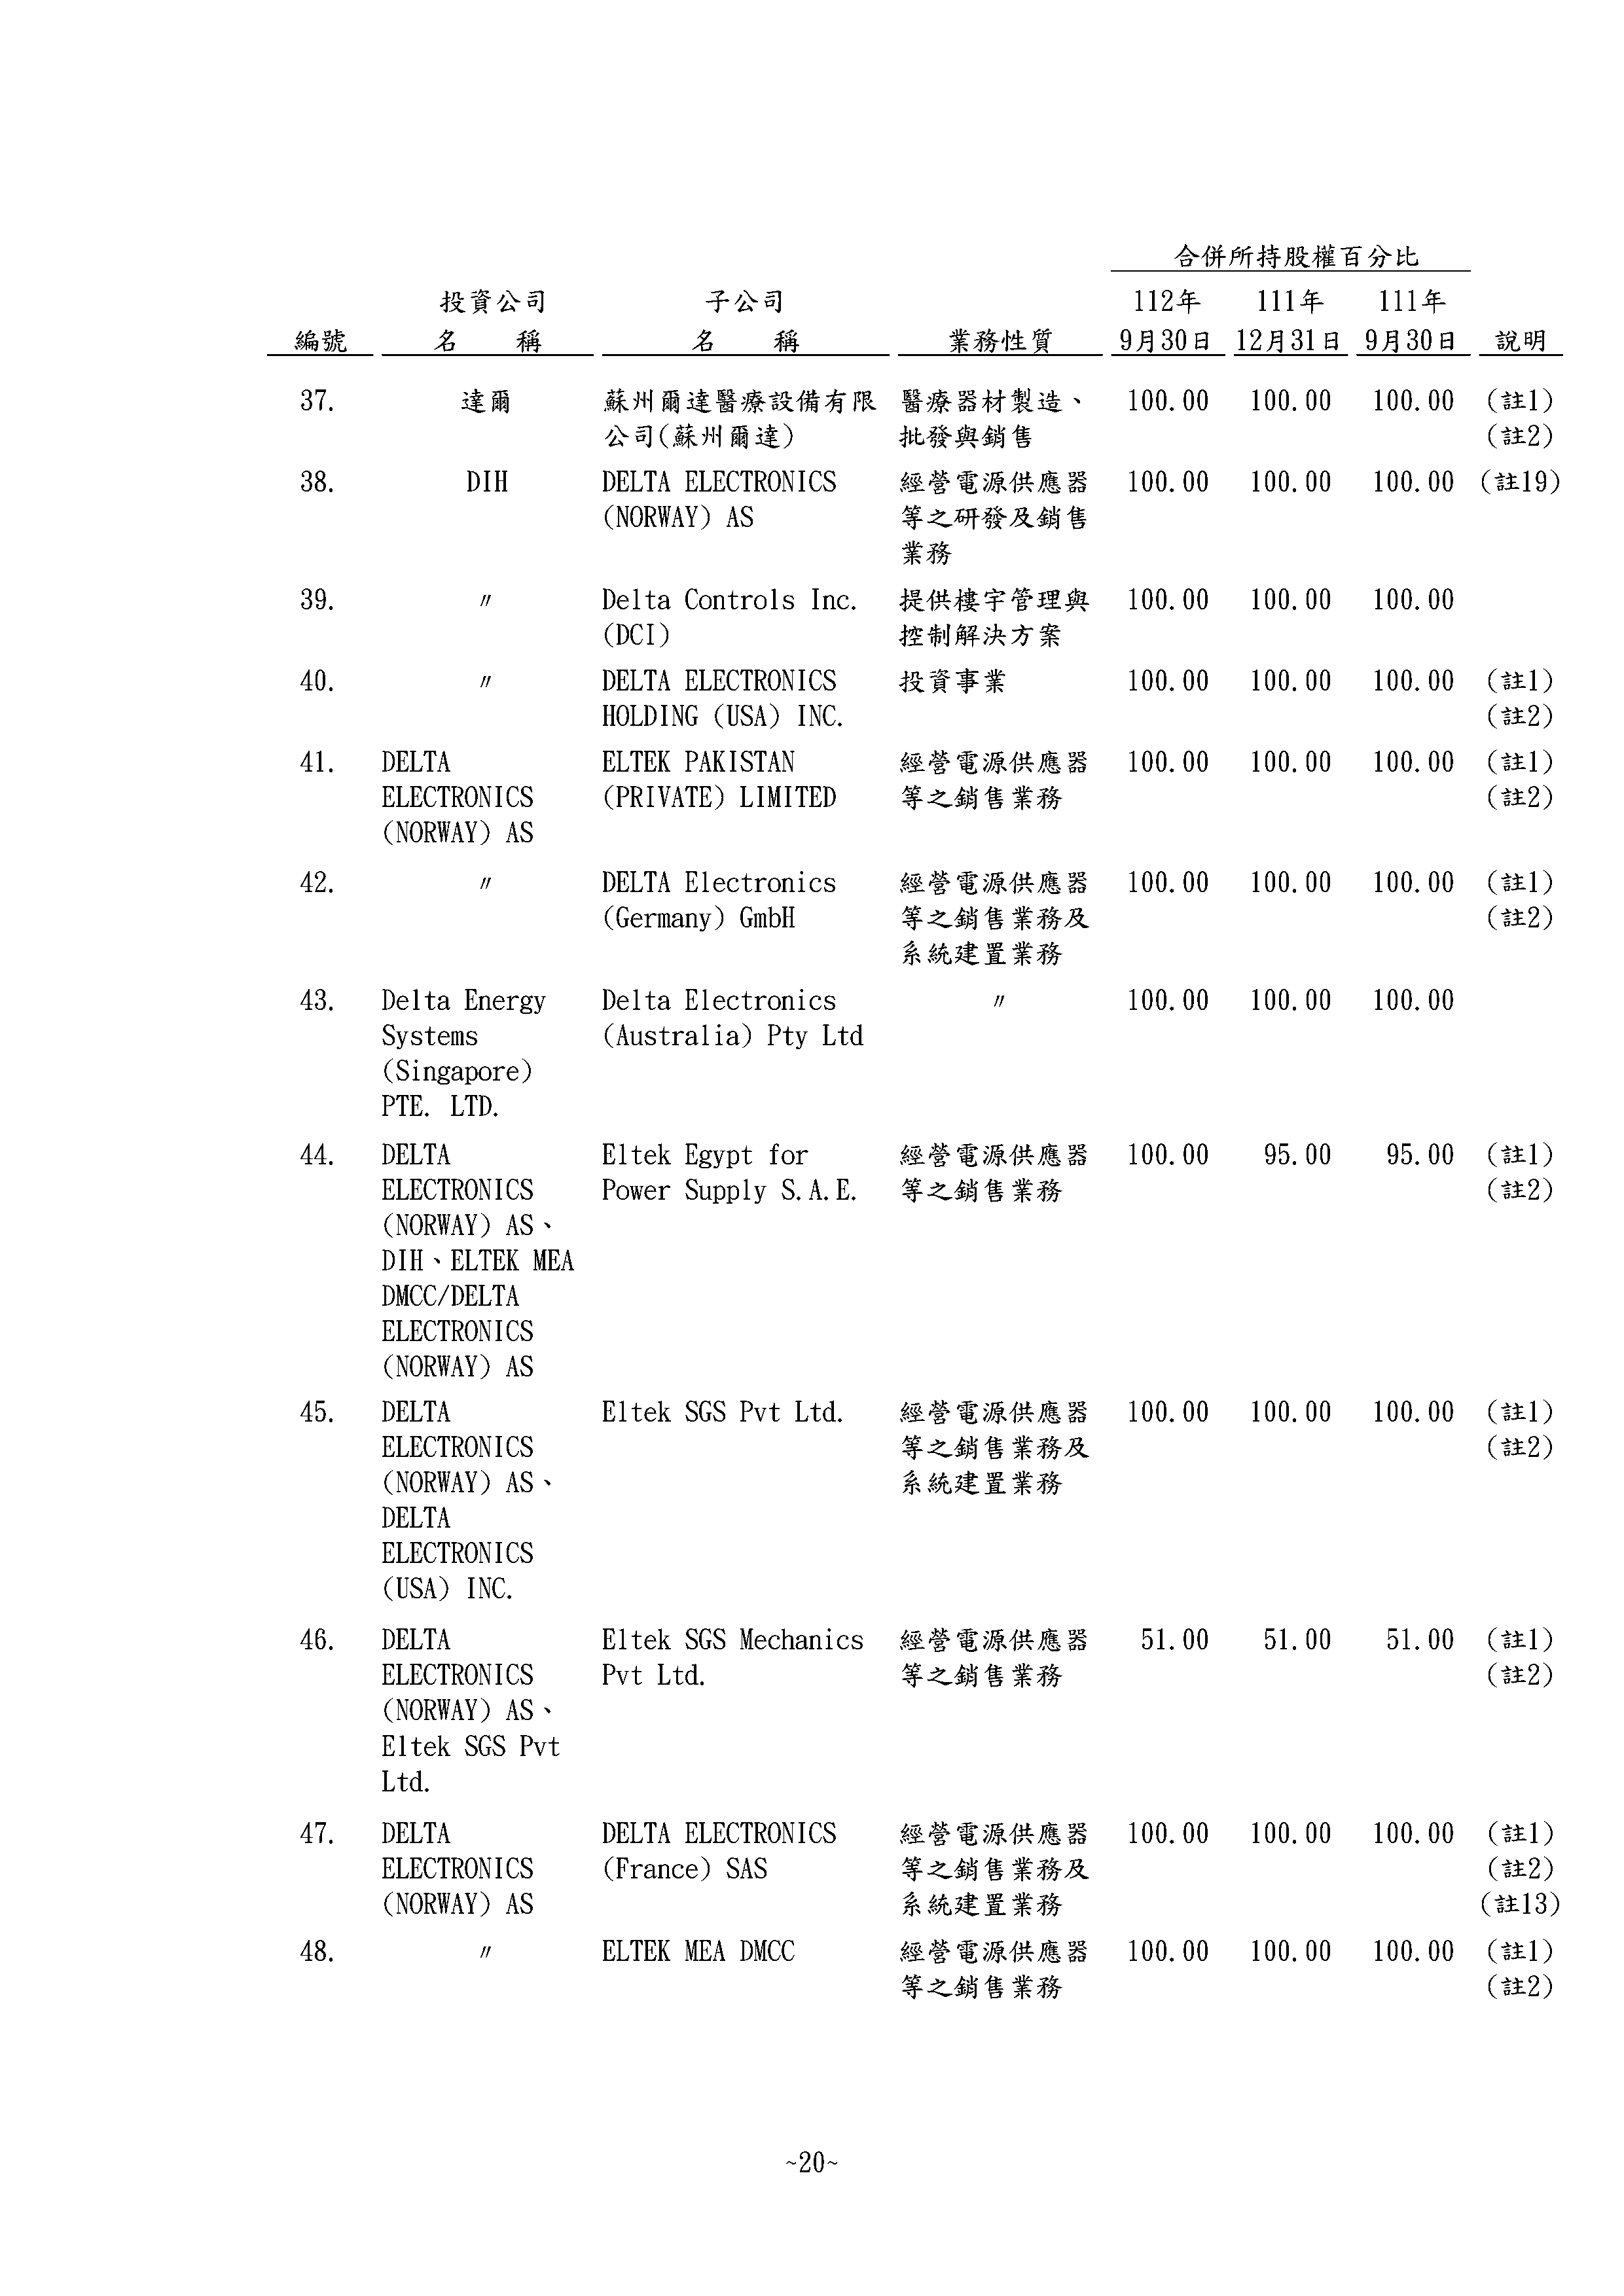 合併所持股權百分比
投資公司 子公司 112年 111年 111年
編號 名 稱 名 稱 業務性質 9月30日 12月31日 9月30日 說明
37. 達爾 蘇州爾達醫療設備有限 醫療器材製造、 100.00 100.00 100.00 (註1)
公司(蘇州爾達) 批發與銷售 (註2)
38. DIH DELTA ELECTRONICS 經營電源供應器 100.00 100.00 100.00 (註19)
(NORWAY) AS 等之研發及銷售
業務
39. 〃 Delta Controls Inc. 提供樓宇管理與 100.00 100.00 100.00
(DCI) 控制解決方案
40. 〃 DELTA ELECTRONICS 投資事業 100.00 100.00 100.00 (註1)
HOLDING (USA) INC. (註2)
41. DELTA ELTEK PAKISTAN 經營電源供應器 100.00 100.00 100.00 (註1)
ELECTRONICS (PRIVATE) LIMITED 等之銷售業務 (註2)
(NORWAY) AS
42. 〃 DELTA Electronics 經營電源供應器 100.00 100.00 100.00 (註1)
(Germany) GmbH 等之銷售業務及 (註2)
系統建置業務
43. Delta Energy Delta Electronics 〃 100.00 100.00 100.00
Systems (Australia) Pty Ltd
(Singapore)
PTE. LTD.
44. DELTA Eltek Egypt for 經營電源供應器 100.00 95.00 95.00 (註1)
ELECTRONICS Power Supply S.A.E. 等之銷售業務 (註2)
(NORWAY) AS、
DIH、ELTEK MEA
DMCC/DELTA
ELECTRONICS
(NORWAY) AS
45. DELTA Eltek SGS Pvt Ltd. 經營電源供應器 100.00 100.00 100.00 (註1)
ELECTRONICS 等之銷售業務及 (註2)
(NORWAY) AS、 系統建置業務
DELTA
ELECTRONICS
(USA) INC.
46. DELTA Eltek SGS Mechanics 經營電源供應器 51.00 51.00 51.00 (註1)
ELECTRONICS Pvt Ltd. 等之銷售業務 (註2)
(NORWAY) AS、
Eltek SGS Pvt
Ltd.
47. DELTA DELTA ELECTRONICS 經營電源供應器 100.00 100.00 100.00 (註1)
ELECTRONICS (France) SAS 等之銷售業務及 (註2)
(NORWAY) AS 系統建置業務 (註13)
48. 〃 ELTEK MEA DMCC 經營電源供應器 100.00 100.00 100.00 (註1)
等之銷售業務 (註2)
~20~